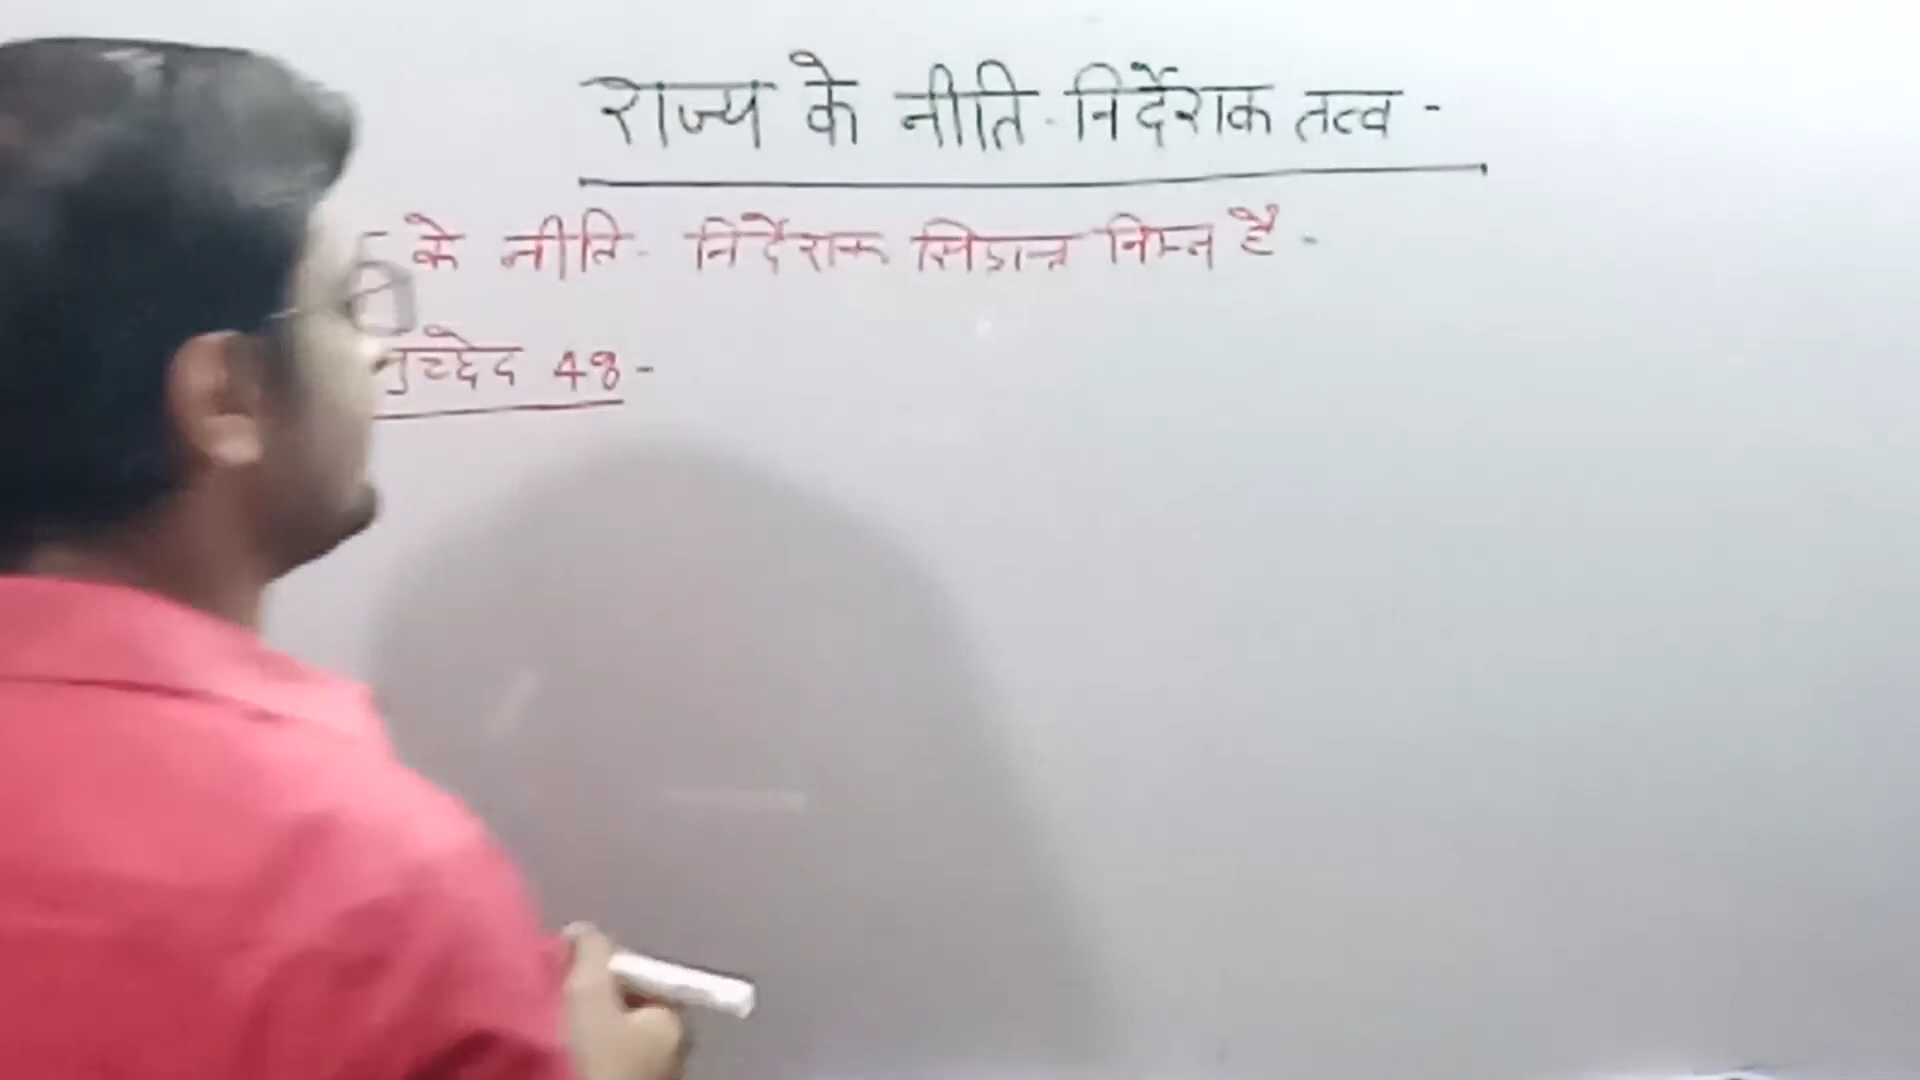 राज्य के नीति-निर्देशक तत्व -
के नीति- निर्देशक सिद्धान्त निम्न है -
नुच्छेद 48 -